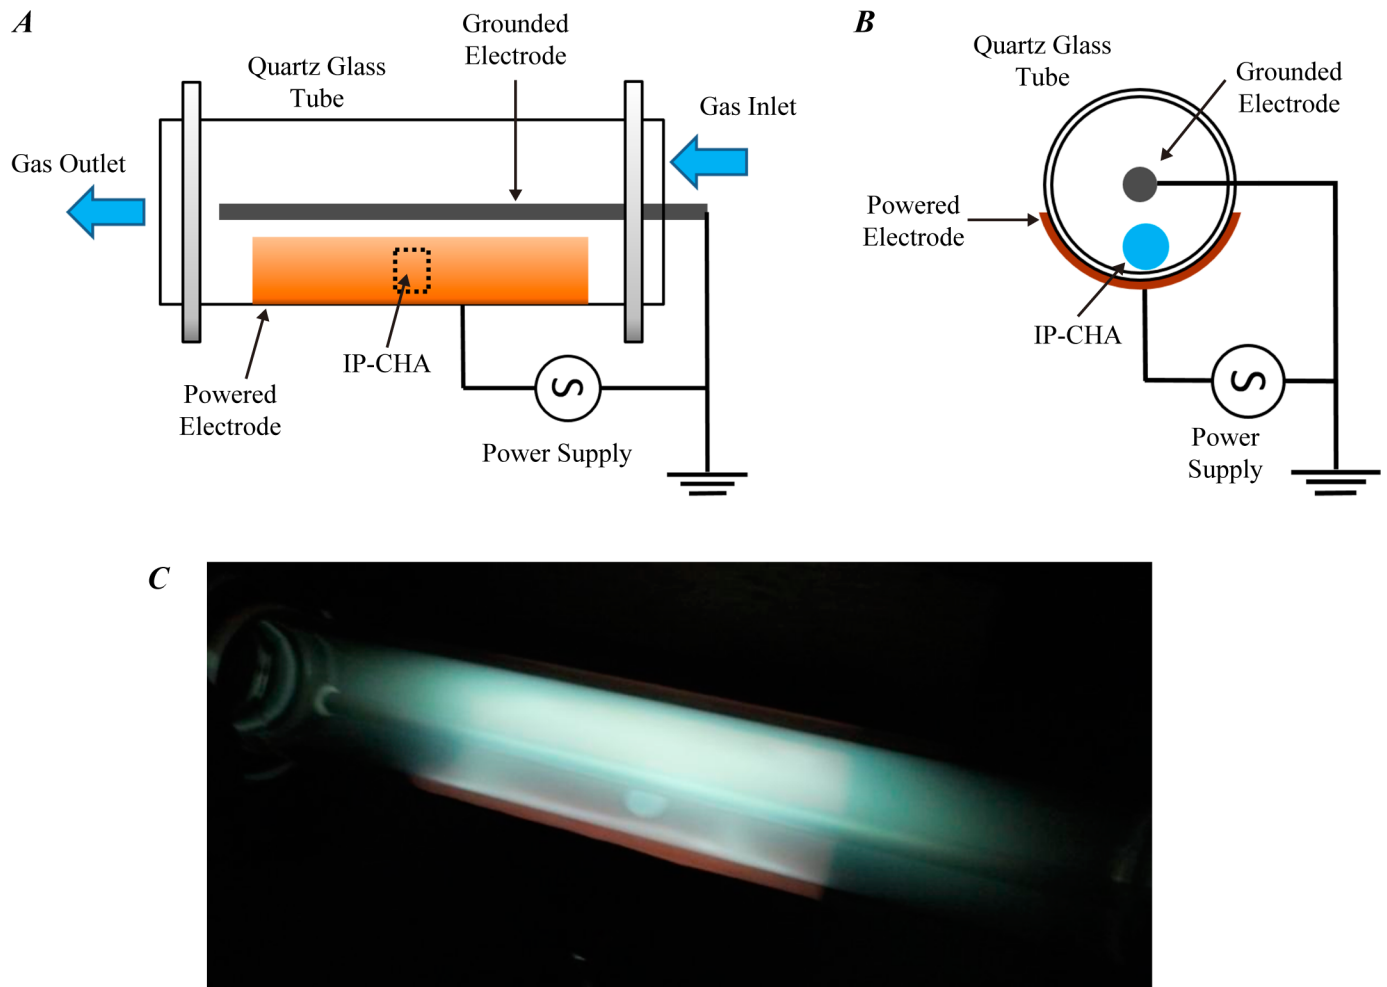 A
Quartz Glass
Tube
Grounded
Electrode
Gas Inlet
Gas Outlet
IP-CHA
Powered
Electrode
Power Supply
B
Quartz Glass
Tube
Grounded
Electrode
Powered
Electrode
IP-CHA
Power
Supply
C